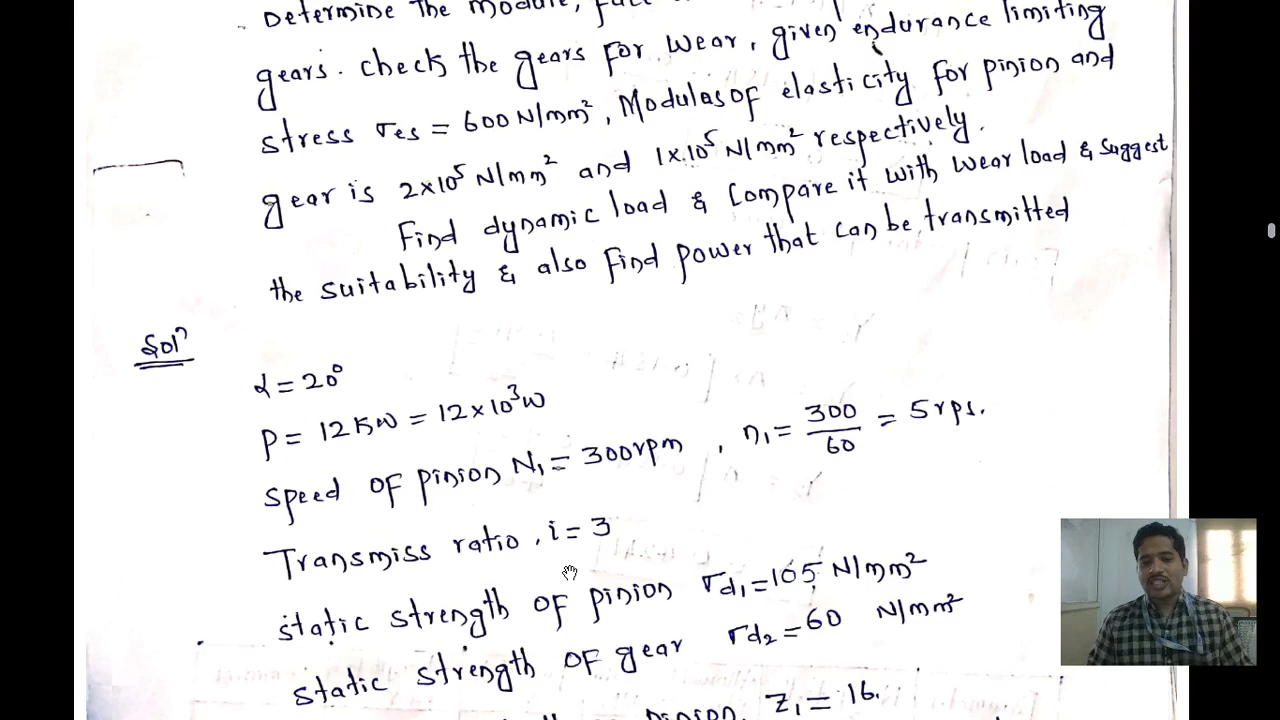 Determine the module,
gears. Check the gears for wear, given endurance limiting
stress σes = 600 N/mm², Modulas of elasticity for pinion and
gear is 2×10⁵ N/mm² and 1×10⁵ N/mm² respectively.
Find dynamic load & compare it with wear load & suggest
the suitability & also find power that can be transmitted
Solⁿ
α = 20°
P = 12 KW = 12×10³ W
Speed of pinion N₁ = 300rpm , n₁ = 300/60 = 5 rps.
Transmiss ratio, i = 3
Static strength of pinion σd₁ = 105 N/mm²
Static strength of gear σd₂ = 60 N/mm²
pinion, Z₁ = 16.